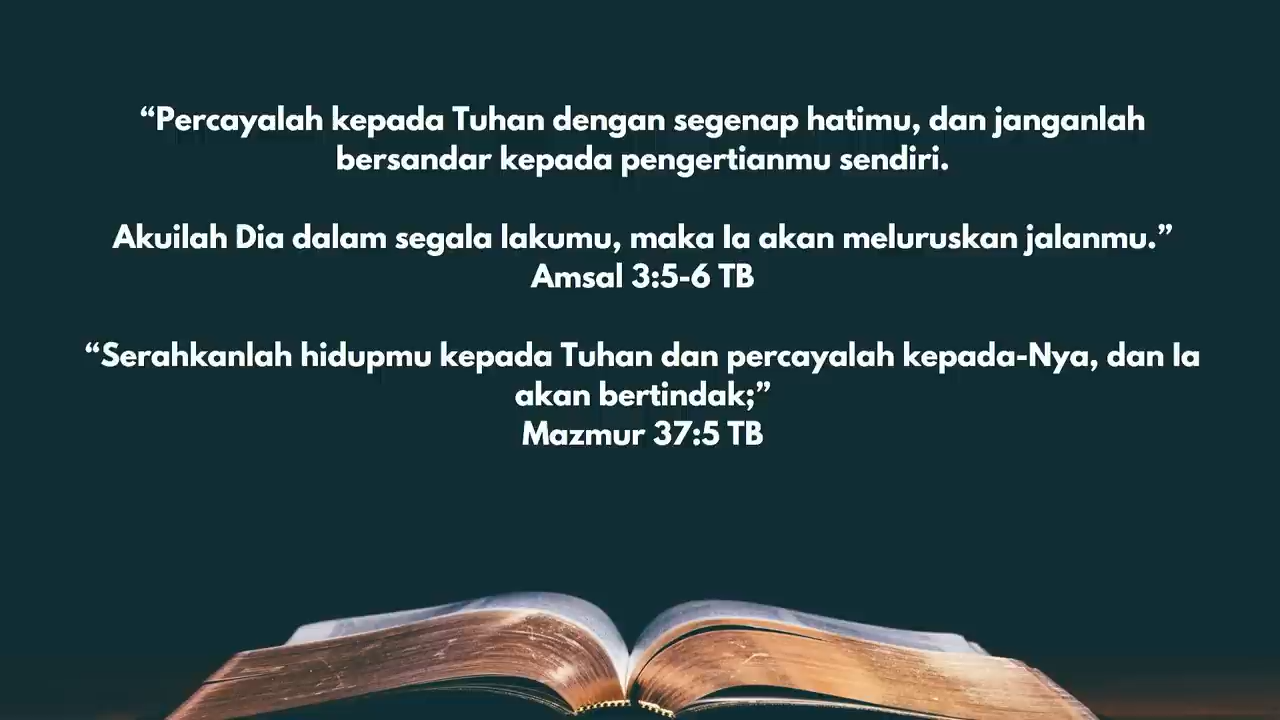 “Percayalah kepada Tuhan dengan segenap hatimu, dan janganlah
bersandar kepada pengertianmu sendiri.
Akuilah Dia dalam segala lakumu, maka Ia akan meluruskan jalanmu.”
Amsal 3:5-6 TB
“Serahkanlah hidupmu kepada Tuhan dan percayalah kepada-Nya, dan Ia
akan bertindak;”
Mazmur 37:5 TB